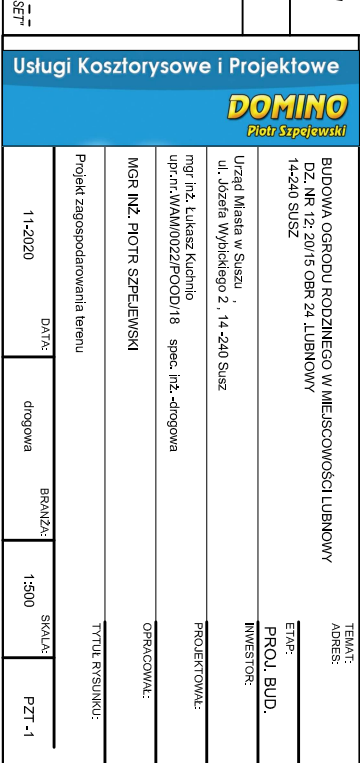 SET"
Usługi Kosztorysowe i Projektowe
DOMINO
Piotr Szpejewski
TEMAT:
BUDOWA OGRODU RODZINEGO W MIEJSCOWOŚCI LUBNOWY
ADRES:
DZ. NR 12; 20/15 OBR 24 .LUBNOWY
14-240 SUSZ
ETAP:
PROJ. BUD.
INWESTOR:
Urząd Miasta w Suszu ,
ul. Józefa Wybickiego 2 , 14 -240 Susz
PROJEKTOWAŁ:
mgr inż. Łukasz Kuchnio
upr.nr.WAM/0022/POOD/18 spec. inż.-drogowa
OPRACOWAŁ:
MGR INŻ. PIOTR SZPEJEWSKI
TYTUŁ RYSUNKU:
Projekt zagospodarowania terenu
DATA:
11-2020
BRANŻA:
drogowa
SKALA:
1:500
PZT -1